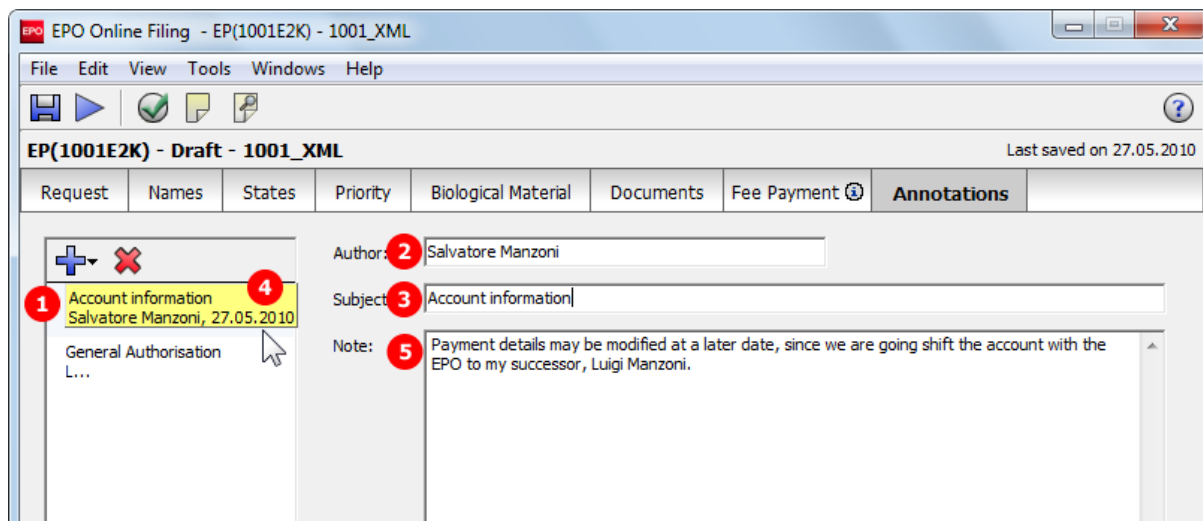 EPO EPO Online Filing - EP(1001E2K) - 1001_XML
File Edit View Tools Windows Help
EP(1001E2K) - Draft - 1001_XML Last saved on 27.05.2010
Request Names States Priority Biological Material Documents Fee Payment Annotations
Author: 2 Salvatore Manzoni
4
1 Account information
Salvatore Manzoni, 27.05.2010
Subject 3 Account information
General Authorisation
L...
Note: 5 Payment details may be modified at a later date, since we are going shift the account with the
EPO to my successor, Luigi Manzoni.